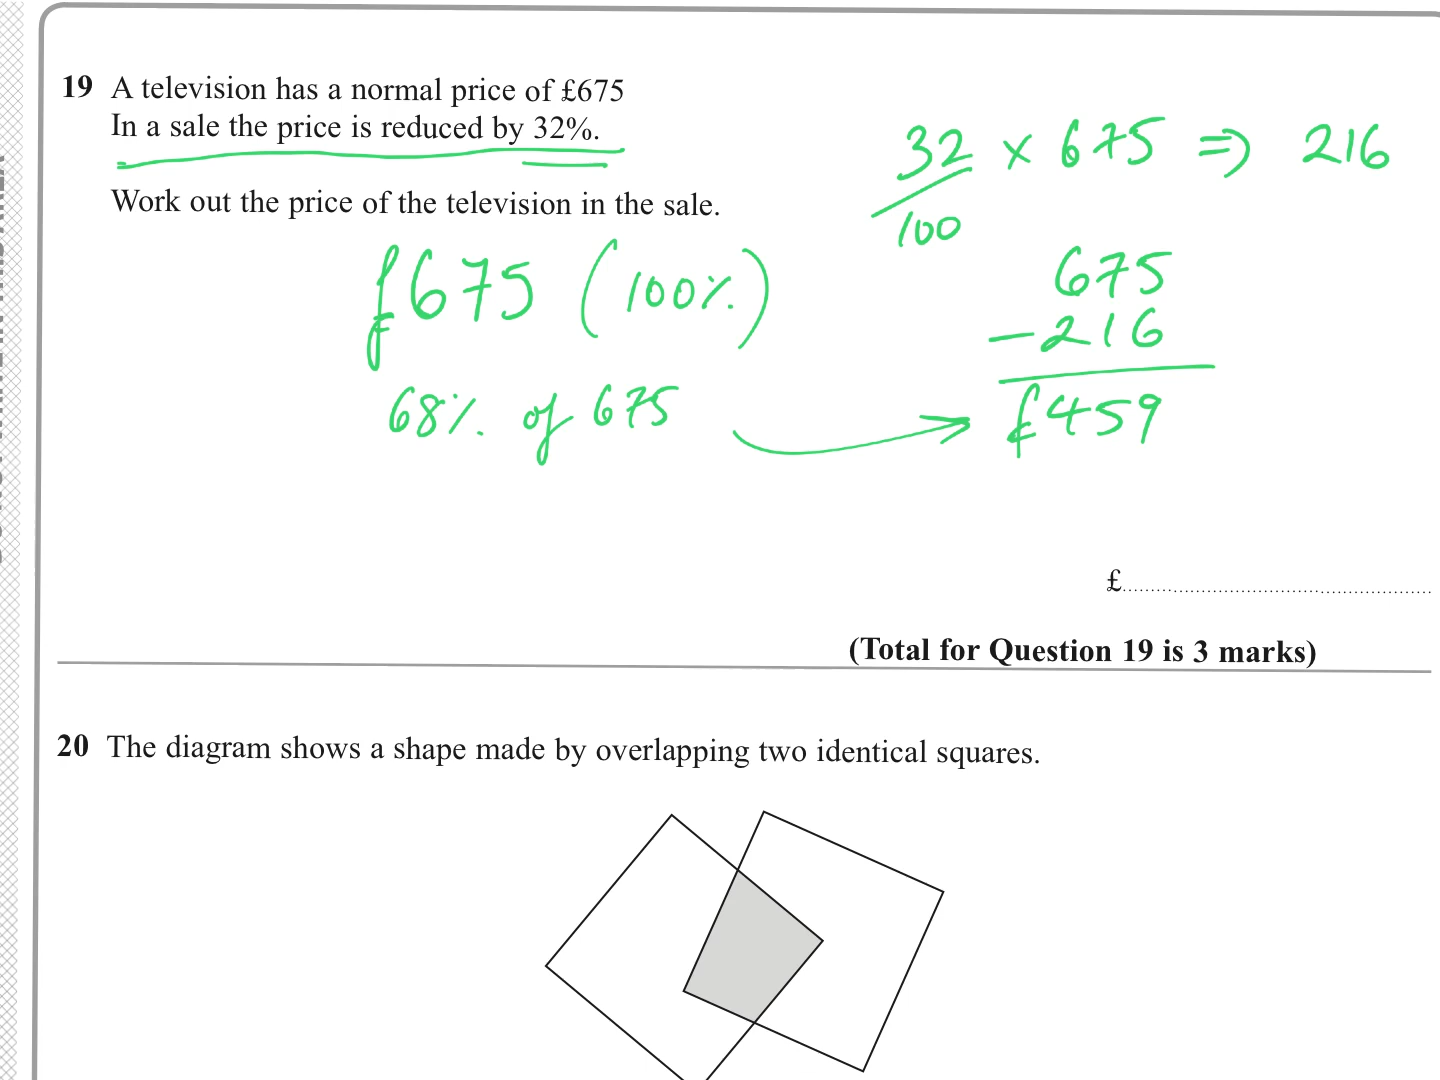 19 A television has a normal price of £675
In a sale the price is reduced by 32%.
32/100 × 675 ⇒ 216
Work out the price of the television in the sale.
£675 (100%)
675
−216
68% of 675 → £459
£
(Total for Question 19 is 3 marks)
20 The diagram shows a shape made by overlapping two identical squares.